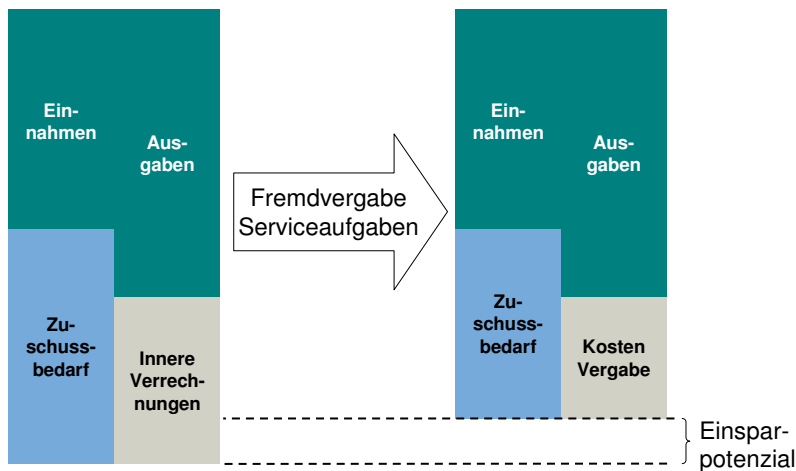 Ein-
nahmen
Aus-
gaben
Zu-
schuss-
bedarf
Innere
Verrech-
nungen
Fremdvergabe
Serviceaufgaben
Ein-
nahmen
Aus-
gaben
Zu-
schuss-
bedarf
Kosten
Vergabe
Einspar-
potenzial